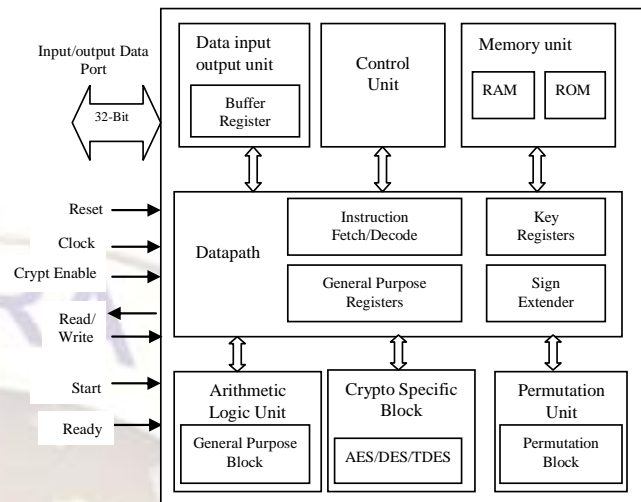 Input/output Data
Port
32-Bit
Reset
Clock
Crypt Enable
Read/
Write
Start
Ready
Data input
output unit
Buffer
Register
Control
Unit
Memory unit
RAM
ROM
Datapath
Instruction
Fetch/Decode
Key
Registers
General Purpose
Registers
Sign
Extender
Arithmetic
Logic Unit
General Purpose
Block
Crypto Specific
Block
AES/DES/TDES
Permutation
Unit
Permutation
Block